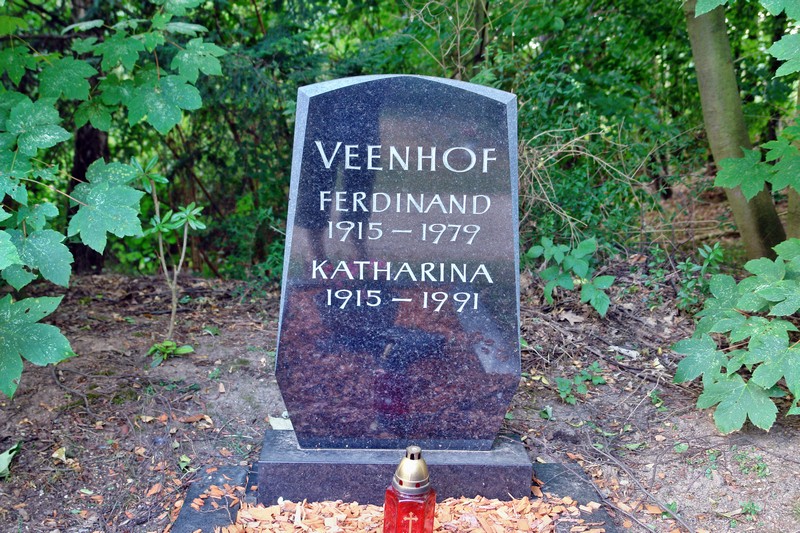 VEENHOF
FERDINAND
1915 – 1979
KATHARINA
1915 – 1991